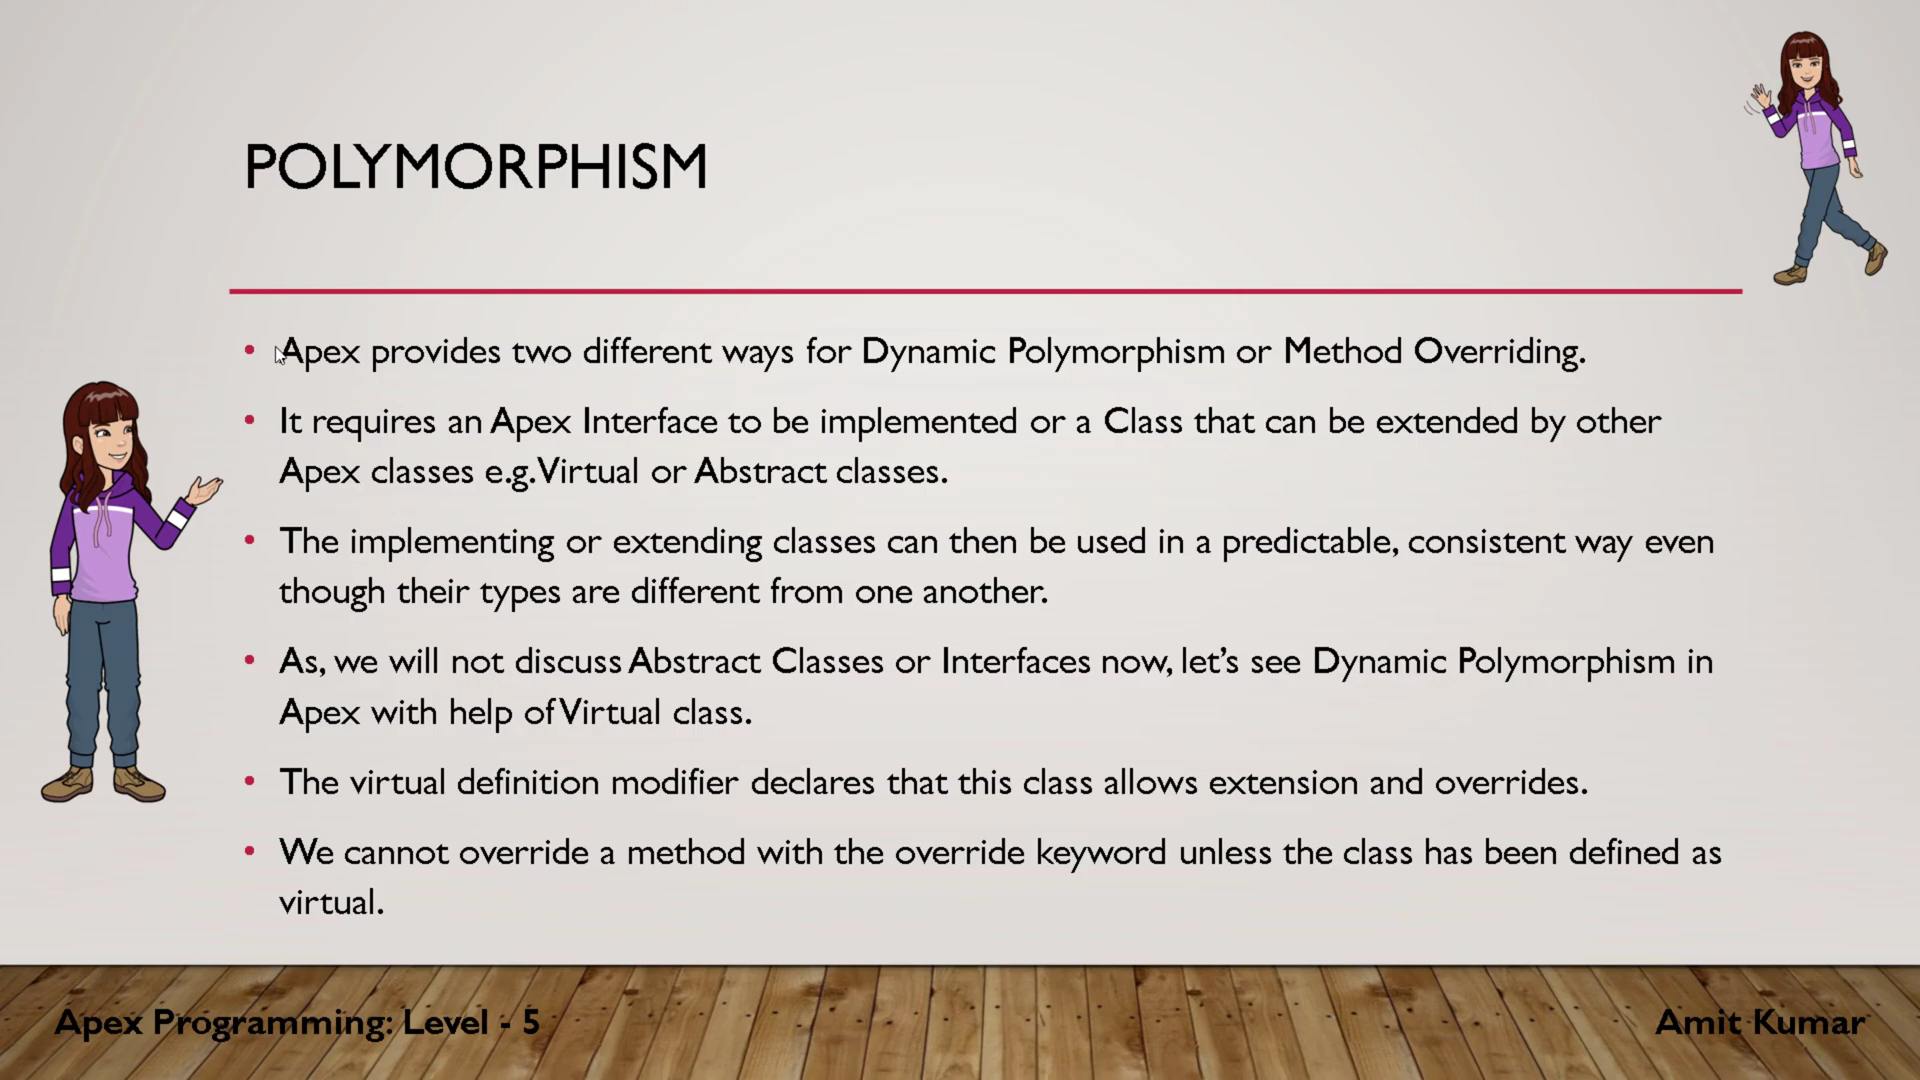 POLYMORPHISM
• Apex provides two different ways for Dynamic Polymorphism or Method Overriding.
• It requires an Apex Interface to be implemented or a Class that can be extended by other
Apex classes e.g. Virtual or Abstract classes.
• The implementing or extending classes can then be used in a predictable, consistent way even
though their types are different from one another.
• As, we will not discuss Abstract Classes or Interfaces now, let’s see Dynamic Polymorphism in
Apex with help of Virtual class.
• The virtual definition modifier declares that this class allows extension and overrides.
• We cannot override a method with the override keyword unless the class has been defined as
virtual.
Apex Programming: Level - 5
Amit Kumar